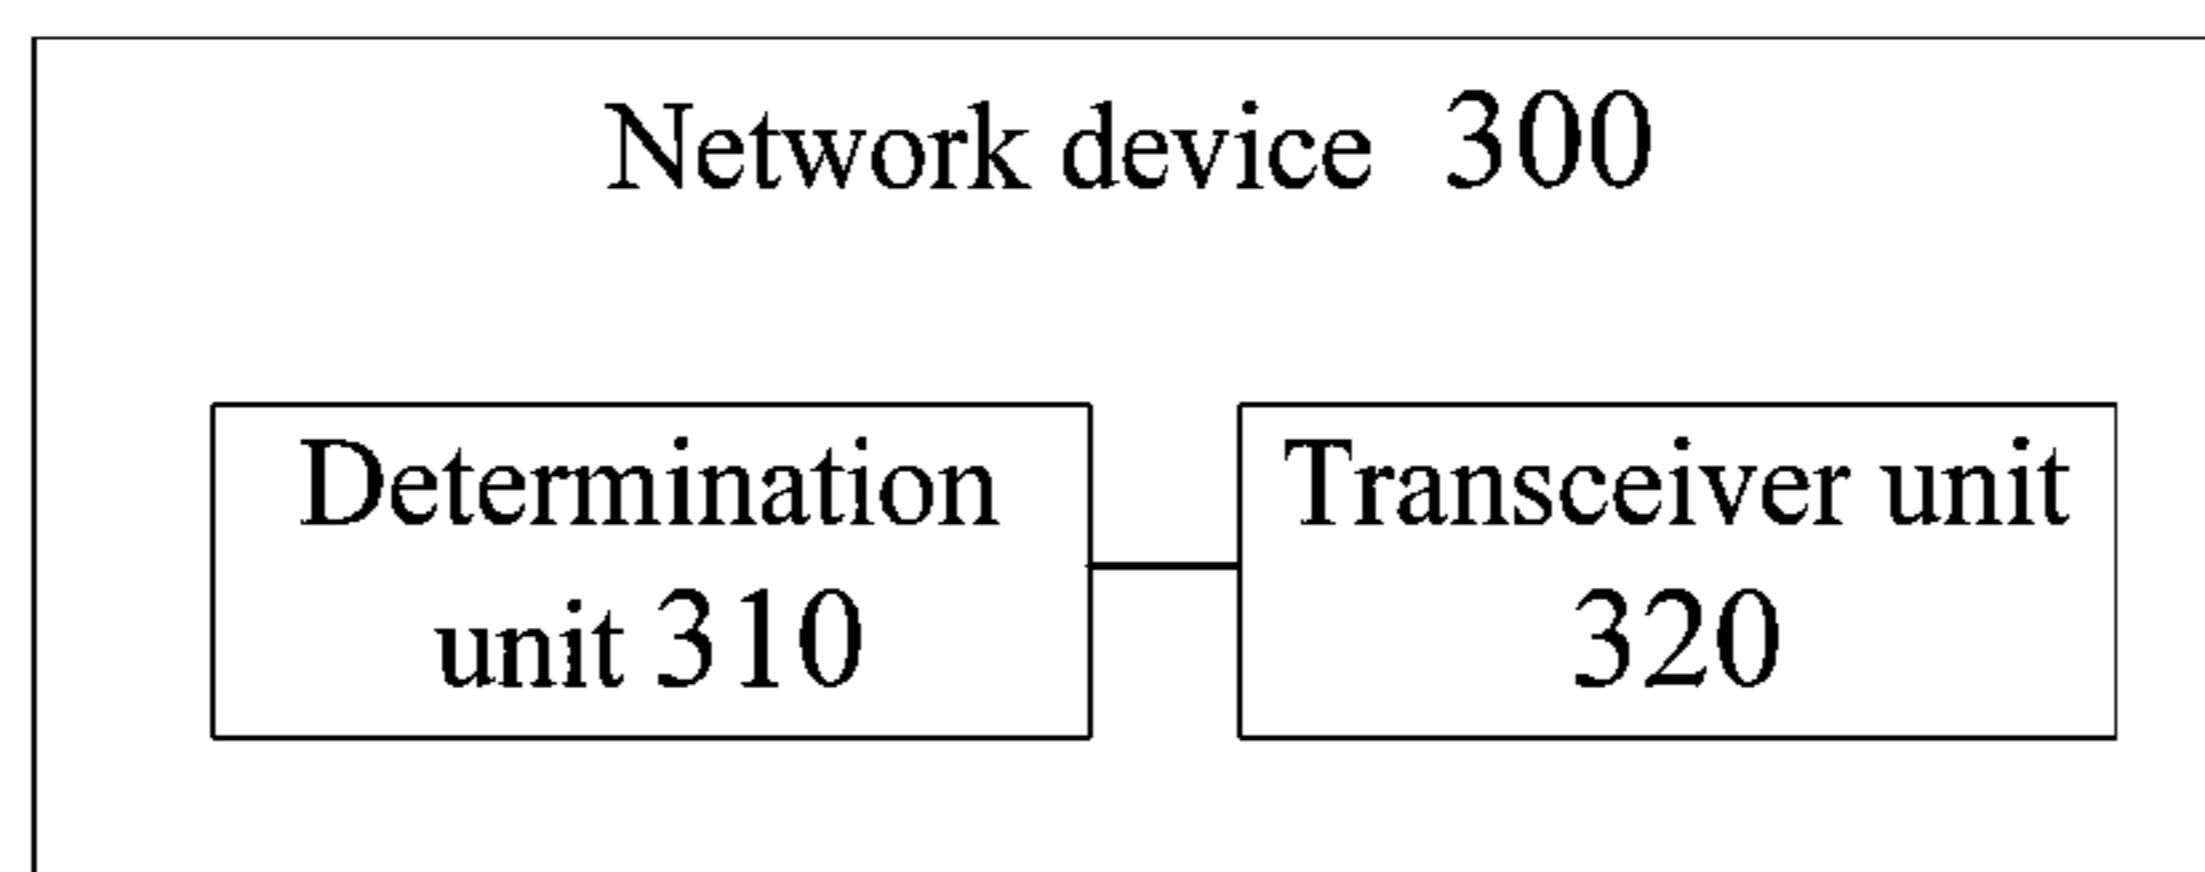 Network device 300
Determination
unit 310
Transceiver unit
320